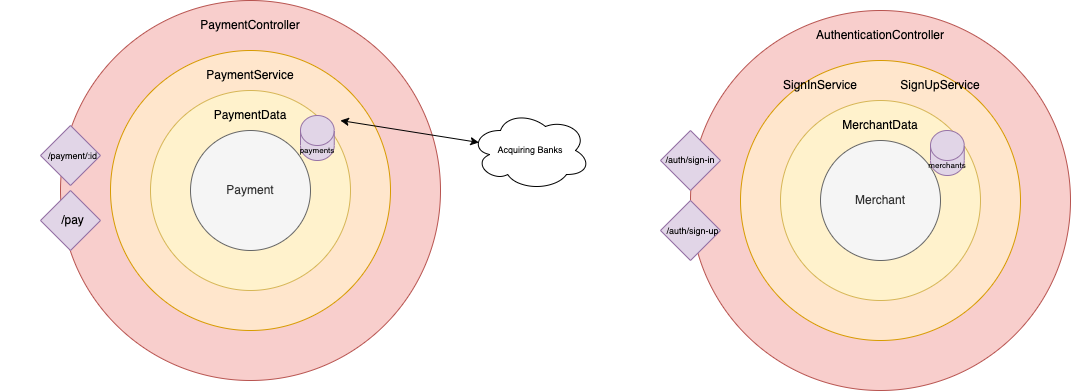 PaymentController
PaymentService
PaymentData
payments
Payment
/payment/:id
/pay
Acquiring Banks
AuthenticationController
SignInService
SignUpService
MerchantData
merchants
Merchant
/auth/sign-in
/auth/sign-up